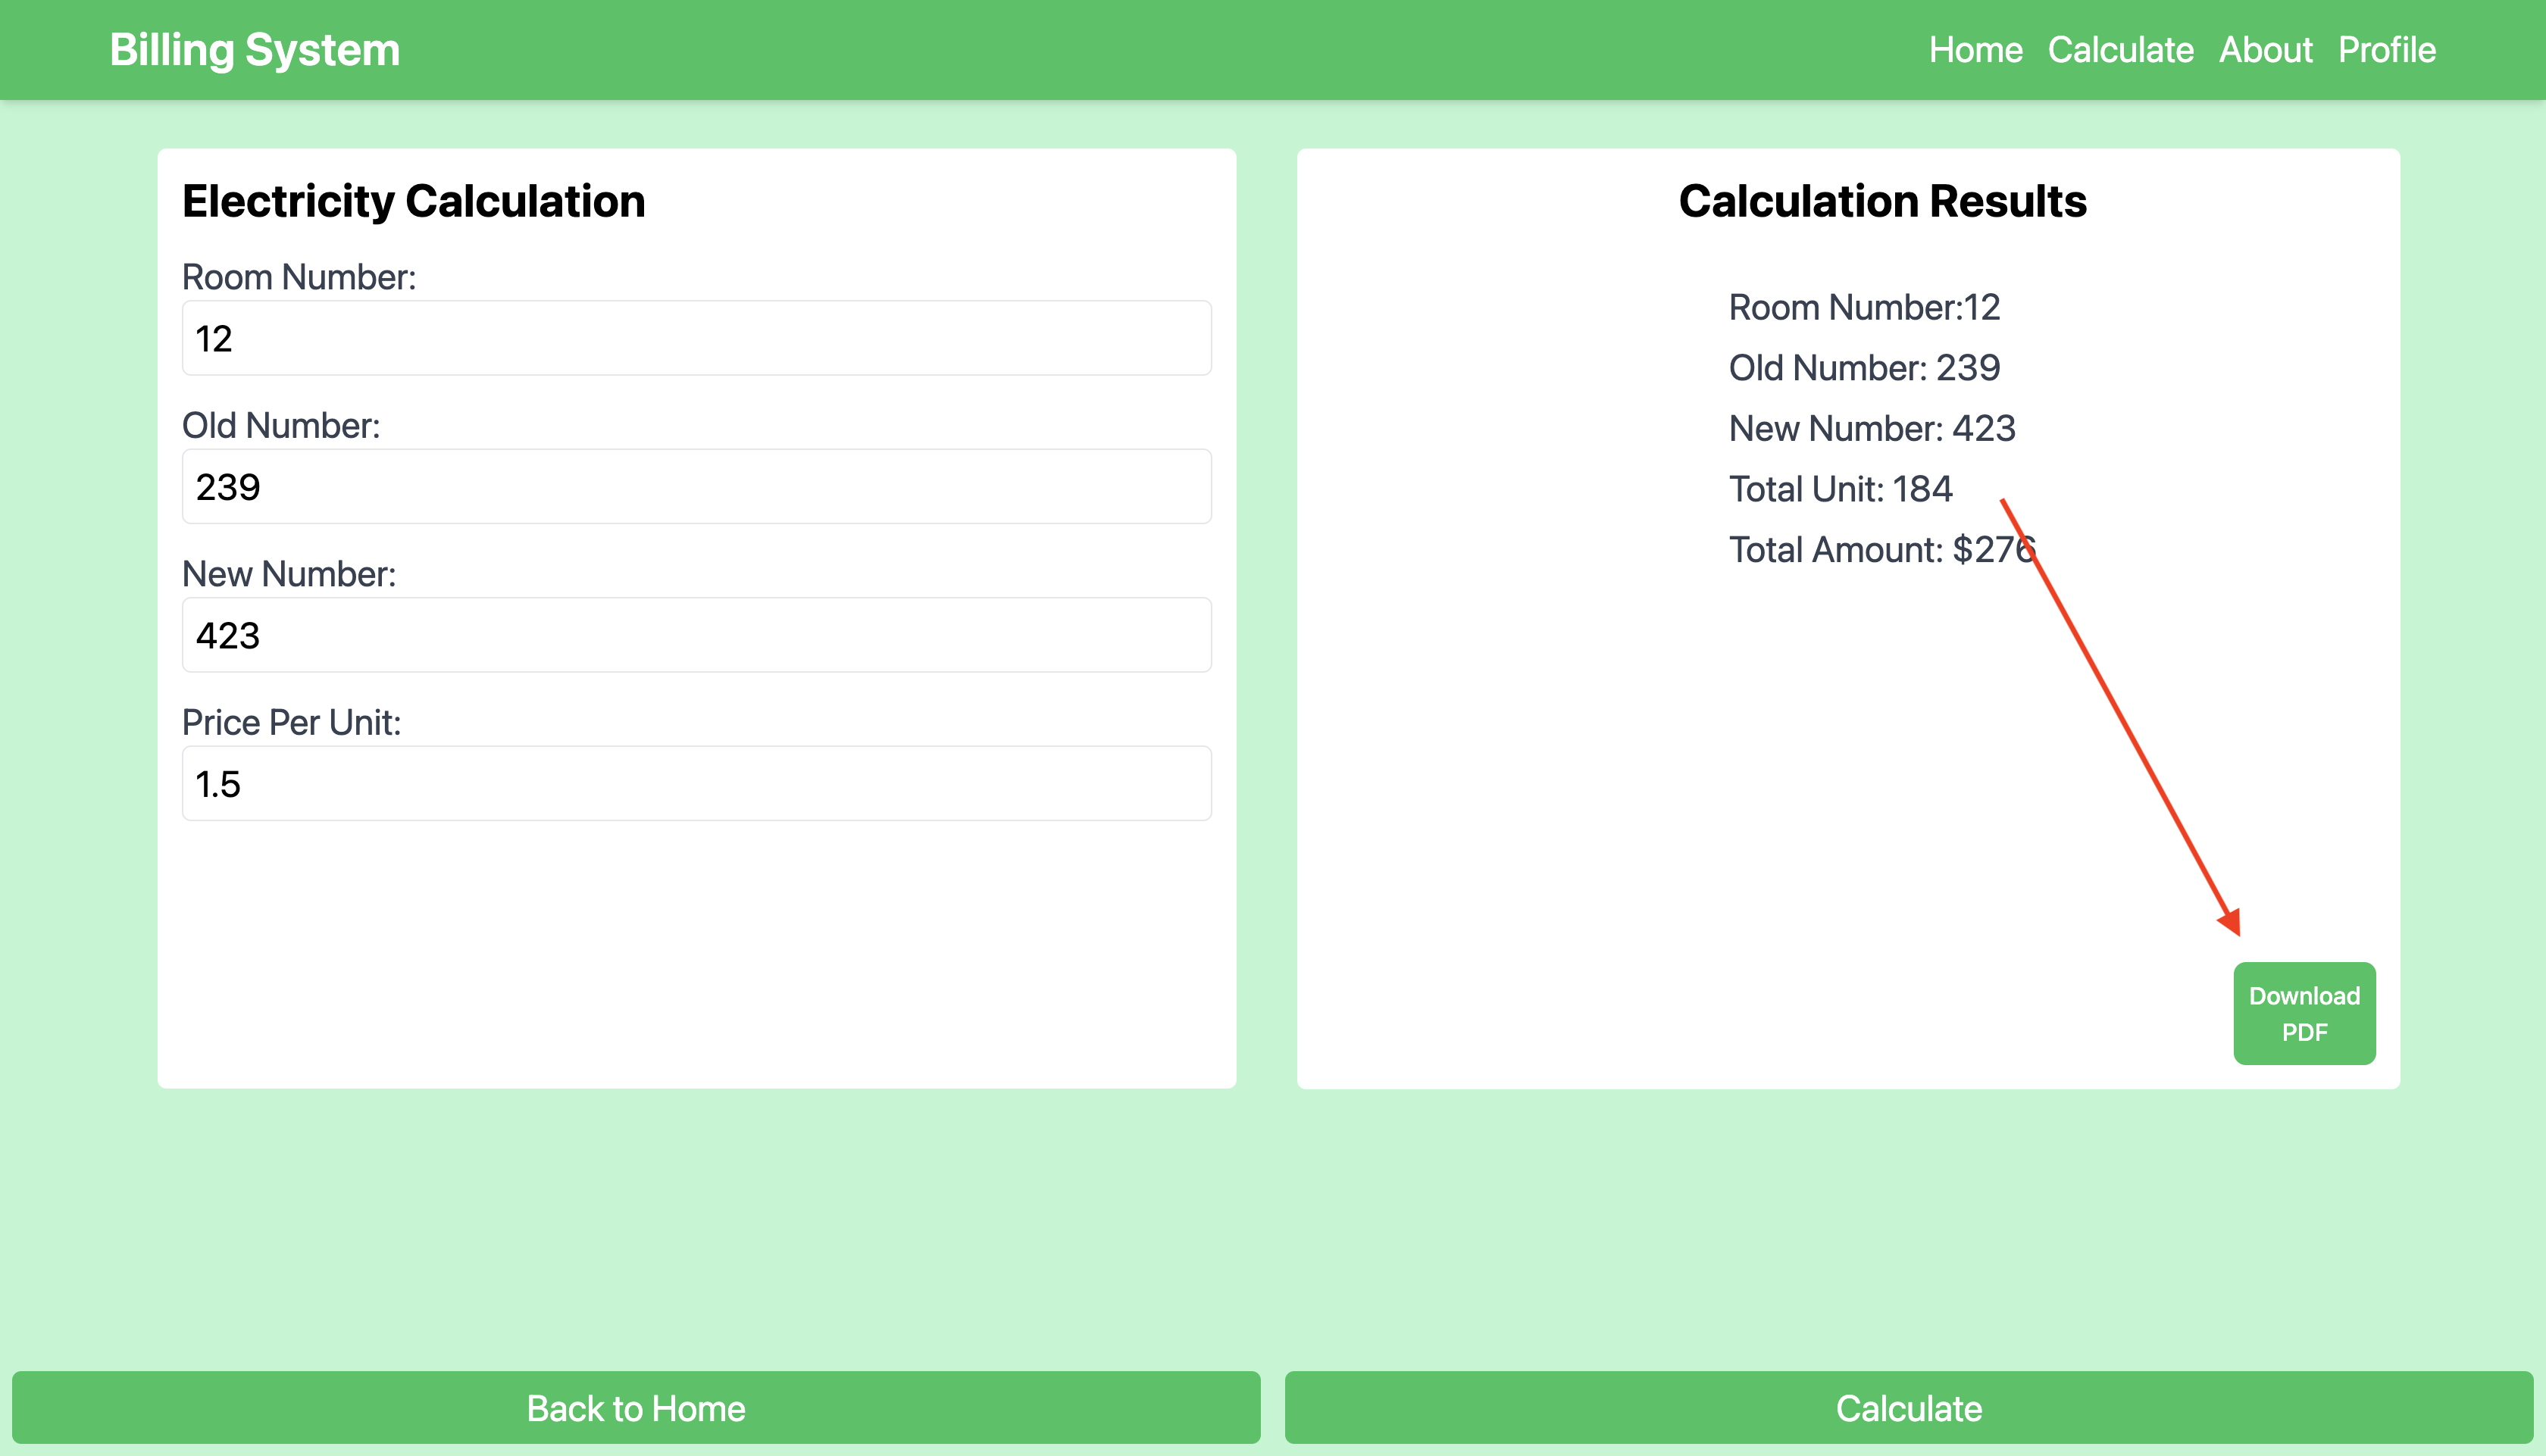 Billing System
Home Calculate About Profile
Electricity Calculation
Room Number:
12
Old Number:
239
New Number:
423
Price Per Unit:
1.5
Calculation Results
Room Number:12
Old Number: 239
New Number: 423
Total Unit: 184
Total Amount: $276
Download
PDF
Back to Home
Calculate